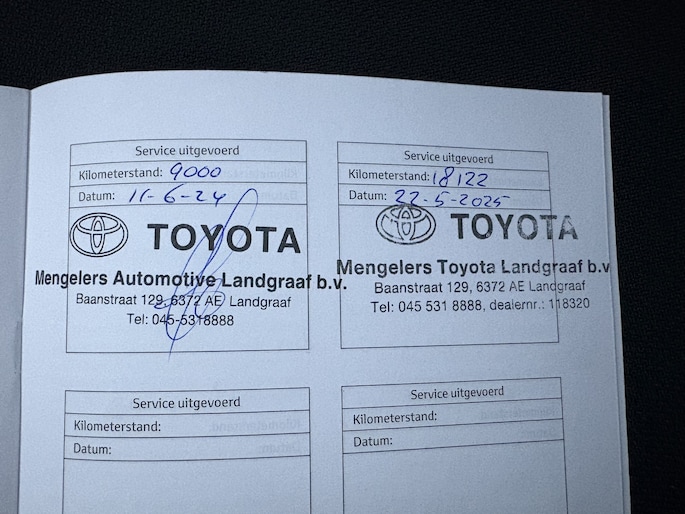 Service uitgevoerd
Kilometerstand: 9000
Datum: 11-6-24
TOYOTA
Mengelers Automotive Landgraaf b.v.
Baanstraat 129, 6372 AE Landgraaf
Tel: 045-5318888
Service uitgevoerd
Kilometerstand: 18122
Datum: 22-5-2025
TOYOTA
Mengelers Toyota Landgraaf b.v
Baanstraat 129, 6372 AE Landgraaf
Tel: 045 531 8888, dealernr.: 118320
Service uitgevoerd
Kilometerstand:
Datum:
Service uitgevoerd
Kilometerstand:
Datum: